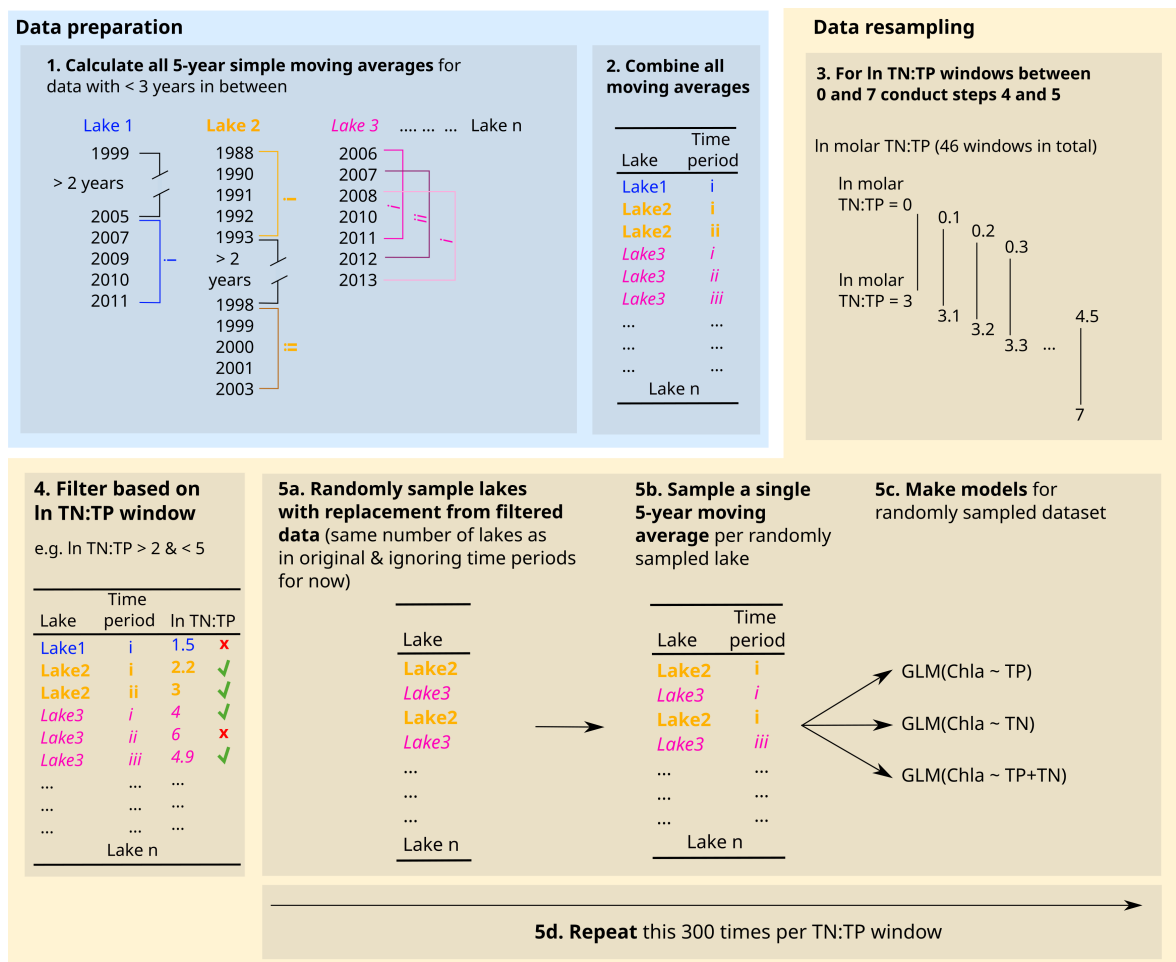 Data preparation
1. Calculate all 5-year simple moving averages for
data with < 3 years in between
Lake 1
1999
> 2 years
2005
2007
2009
2010
2011
i
Lake 2
1988
1990
1991
1992
1993
> 2
years
1998
1999
2000
2001
2003
i
ii
Lake 3
2006
2007
2008
2010
2011
2012
2013
i
ii
i
.... ... ...
Lake n
2. Combine all
moving averages
Lake Time period
Lake1 i
Lake2 i
Lake2 ii
Lake3 i
Lake3 ii
Lake3 iii
... ...
... ...
... ...
Lake n
Data resampling
3. For ln TN:TP windows between
0 and 7 conduct steps 4 and 5
ln molar TN:TP (46 windows in total)
ln molar
TN:TP = 0
0.1
0.2
0.3
ln molar
TN:TP = 3
3.1
3.2
3.3
...
4.5
7
4. Filter based on
ln TN:TP window
e.g. ln TN:TP > 2 & < 5
Lake Time period ln TN:TP
Lake1 i 1.5 x
Lake2 i 2.2 ✓
Lake2 ii 3 ✓
Lake3 i 4 ✓
Lake3 ii 6 x
Lake3 iii 4.9 ✓
... ... ...
... ... ...
... ... ...
Lake n
5a. Randomly sample lakes
with replacement from filtered
data (same number of lakes as
in original & ignoring time periods
for now)
Lake
Lake2
Lake3
Lake2
Lake3
...
...
...
Lake n
5b. Sample a single
5-year moving
average per randomly
sampled lake
Lake Time period
Lake2 i
Lake3 i
Lake2 i
Lake3 iii
... ...
... ...
... ...
Lake n
5c. Make models for
randomly sampled dataset
GLM(Chla ~ TP)
GLM(Chla ~ TN)
GLM(Chla ~ TP+TN)
5d. Repeat this 300 times per TN:TP window